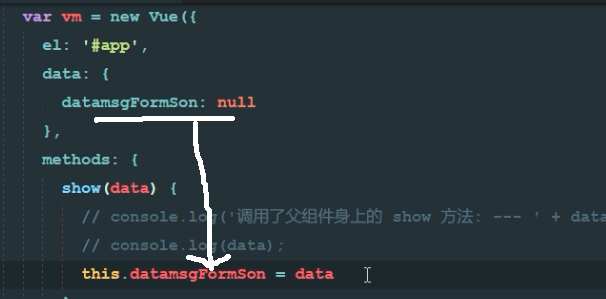 var vm = new Vue({
el: '#app',
data: {
datamsgFormSon: null
},
methods: {
show(data) {
// console.log('调用了父组件身上的 show 方法: --- ' + data
// console.log(data);
this.datamsgFormSon = data